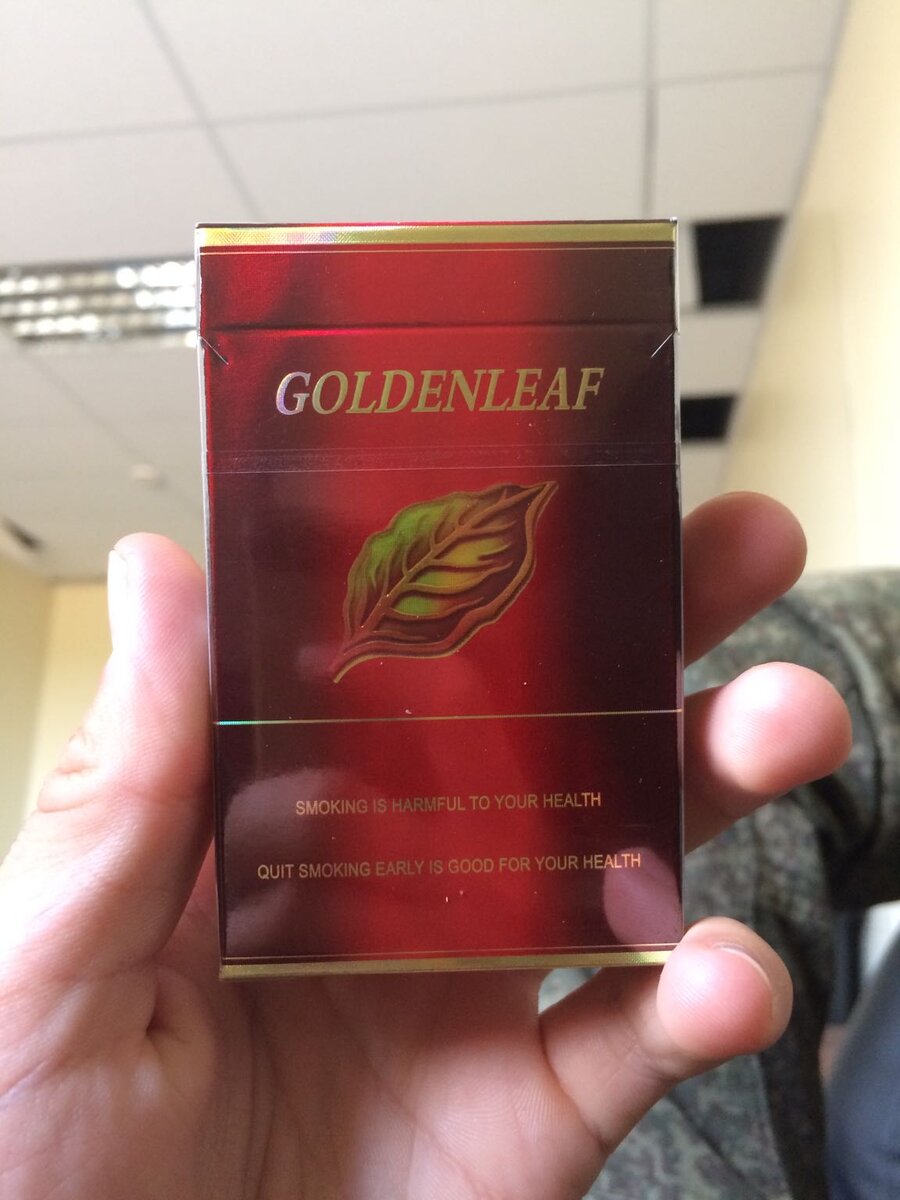 GOLDENLEAF
SMOKING IS HARMFUL TO YOUR HEALTH
QUIT SMOKING EARLY IS GOOD FOR YOUR HEALTH